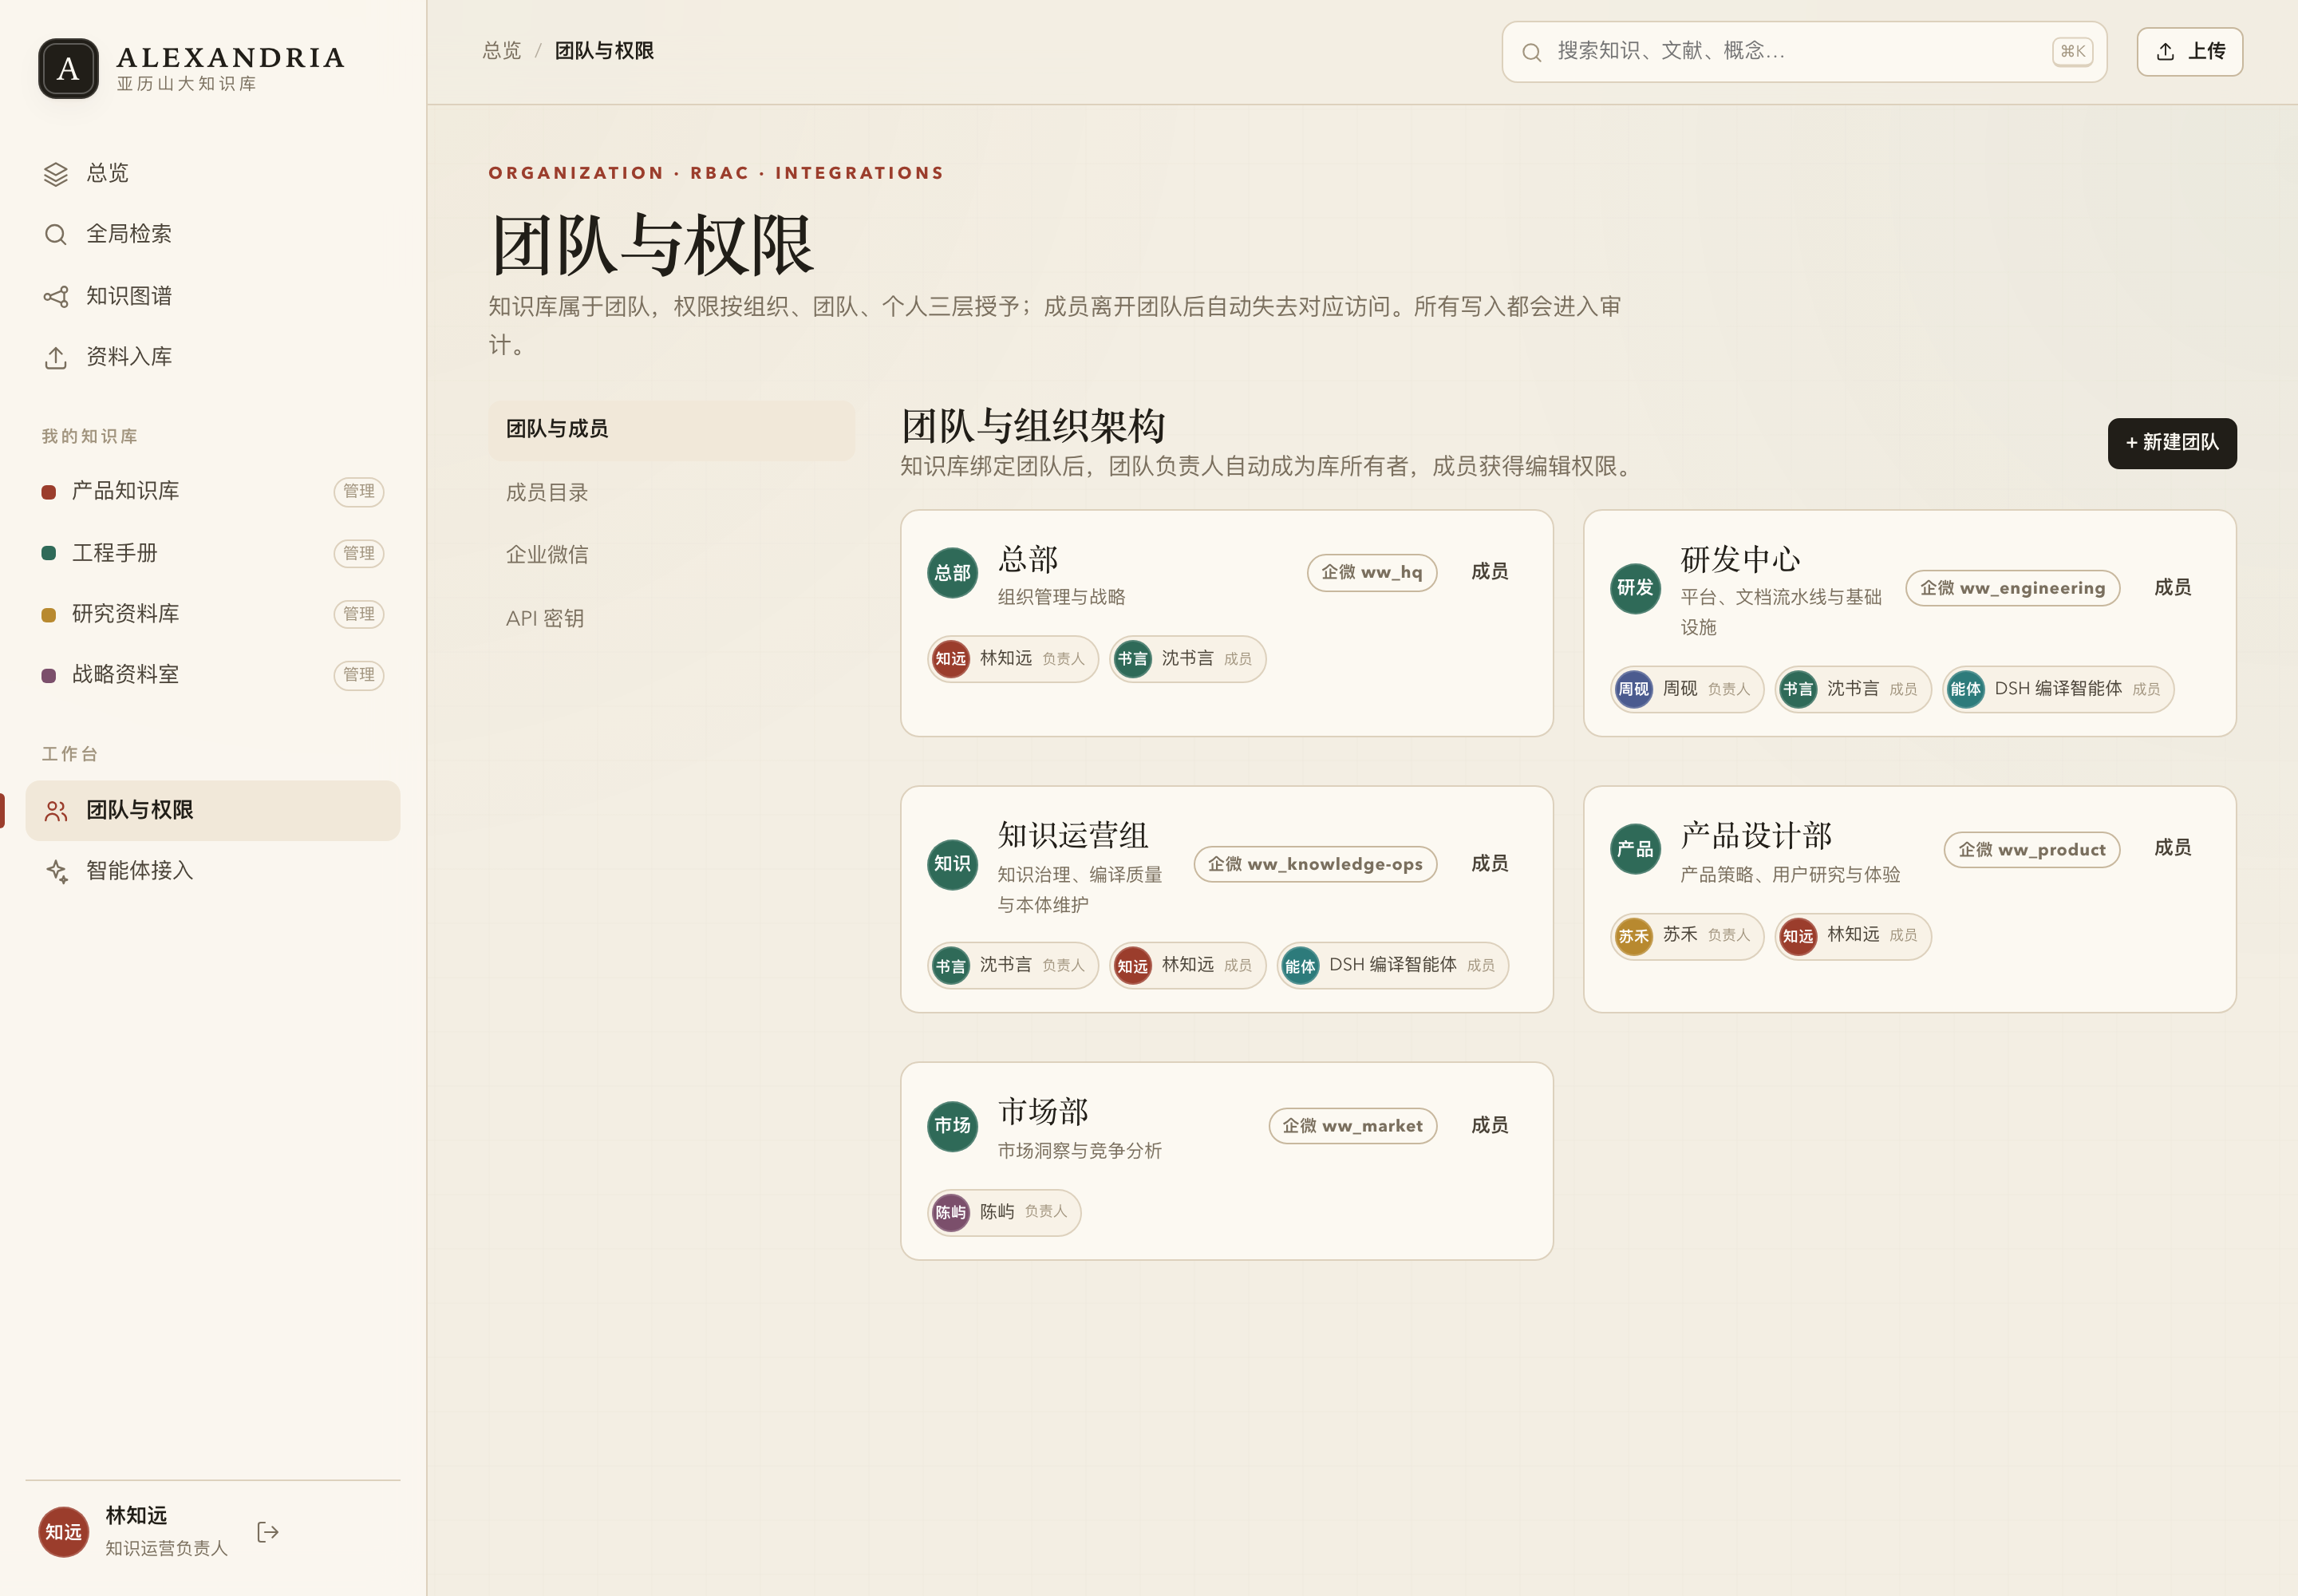 A
ALEXANDRIA
亚历山大知识库
总览
全局检索
知识图谱
资料入库
我的知识库
产品知识库 管理
工程手册 管理
研究资料库 管理
战略资料室 管理
工作台
团队与权限
智能体接入
知远
林知远
知识运营负责人
总览 / 团队与权限
搜索知识、文献、概念... ⌘K
上传
ORGANIZATION · RBAC · INTEGRATIONS
团队与权限
知识库属于团队，权限按组织、团队、个人三层授予；成员离开团队后自动失去对应访问。所有写入都会进入审
计。
团队与成员
成员目录
企业微信
API 密钥
团队与组织架构
知识库绑定团队后，团队负责人自动成为库所有者，成员获得编辑权限。
+ 新建团队
总部 总部 企微 ww_hq 成员
组织管理与战略
知远 林知远 负责人 书言 沈书言 成员
研发 研发中心 企微 ww_engineering 成员
平台、文档流水线与基础
设施
周砚 周砚 负责人 书言 沈书言 成员 能体 DSH 编译智能体 成员
知识 知识运营组 企微 ww_knowledge-ops 成员
知识治理、编译质量
与本体维护
书言 沈书言 负责人 知远 林知远 成员 能体 DSH 编译智能体 成员
产品 产品设计部 企微 ww_product 成员
产品策略、用户研究与体验
苏禾 苏禾 负责人 知远 林知远 成员
市场 市场部 企微 ww_market 成员
市场洞察与竞争分析
陈屿 陈屿 负责人